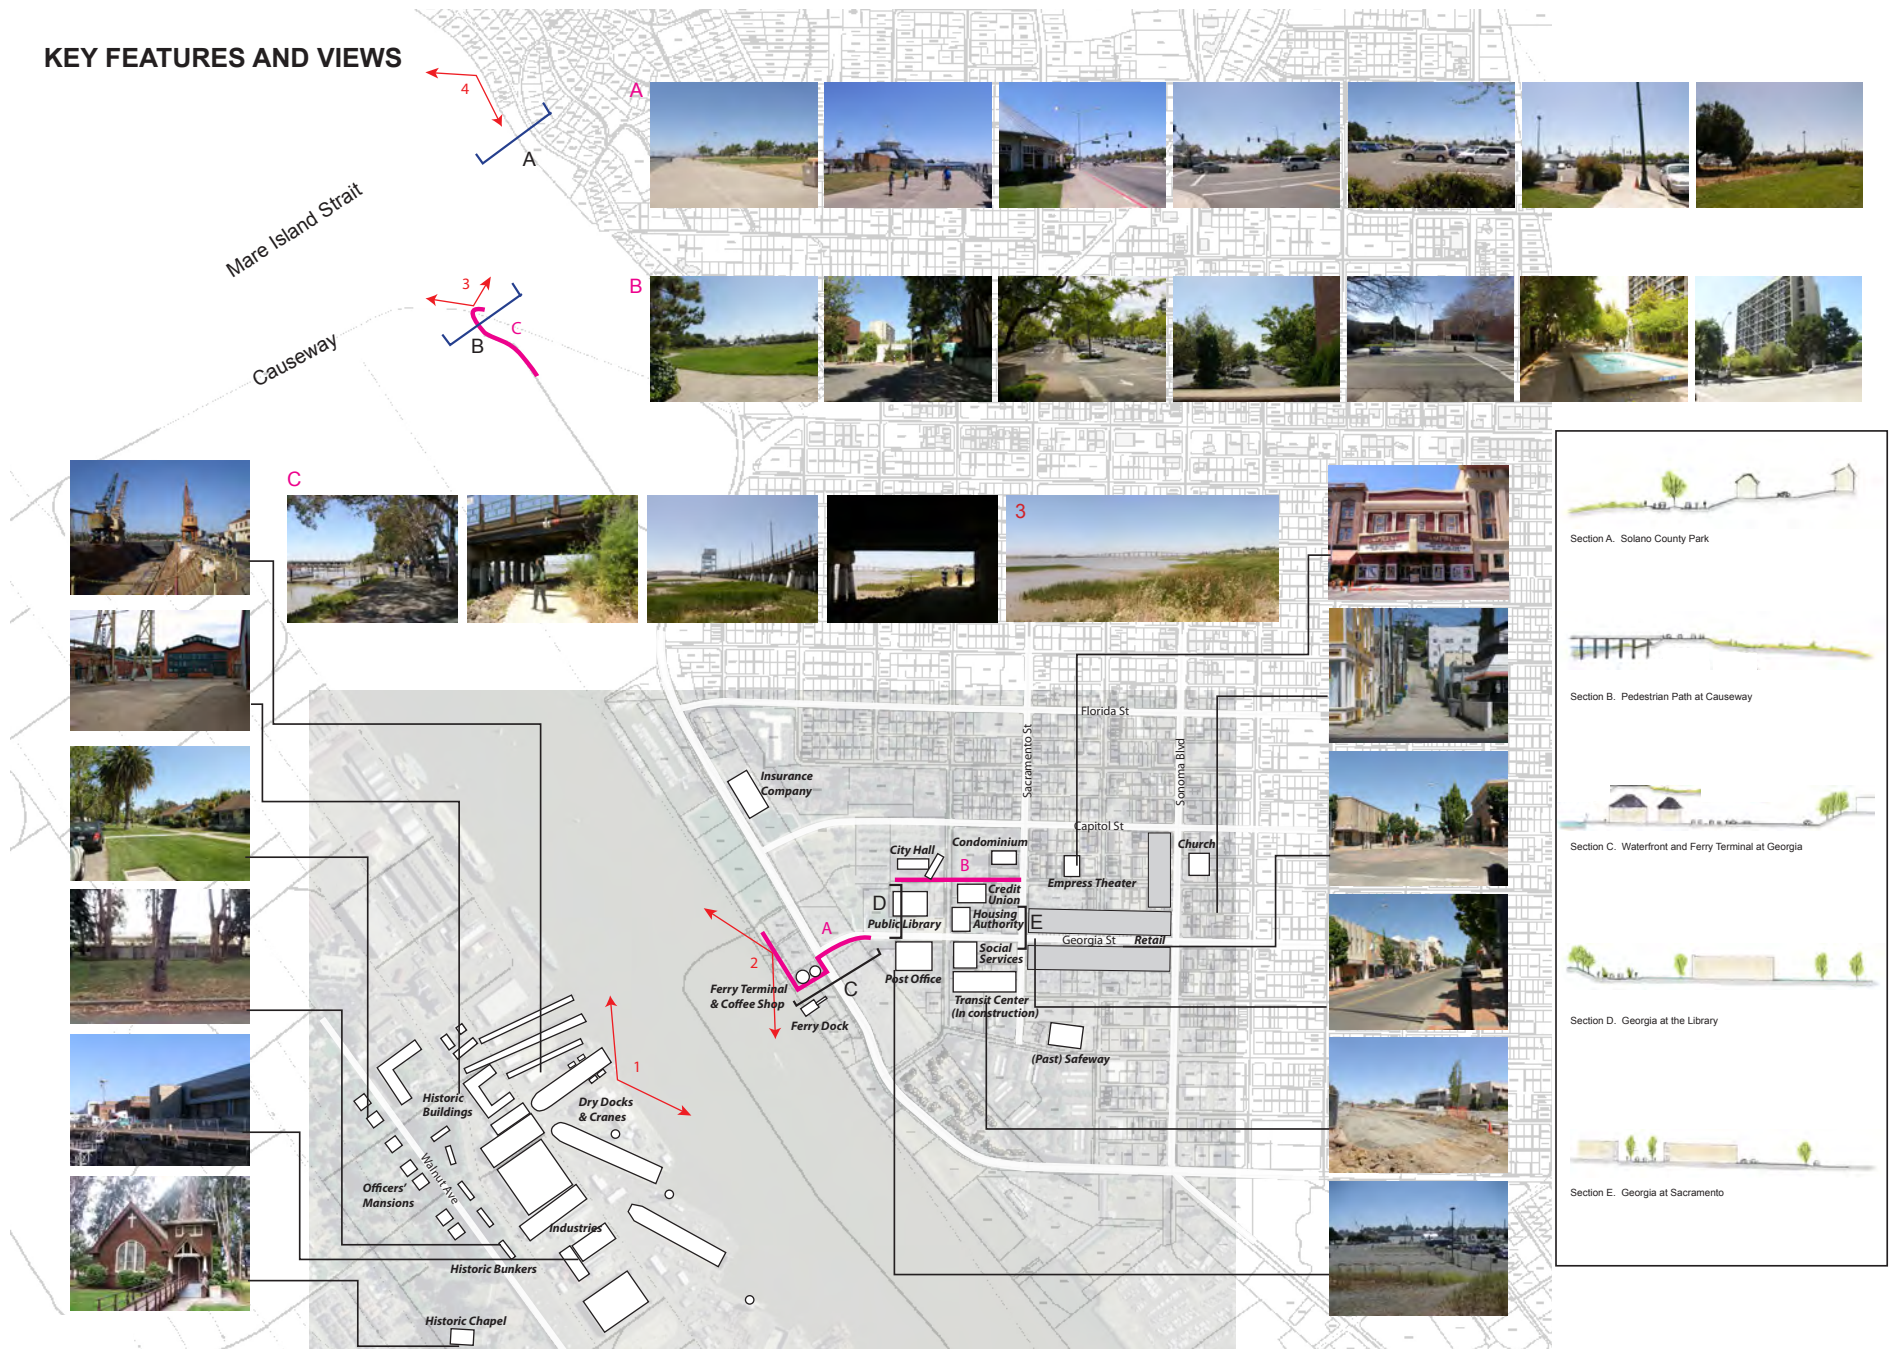 KEY FEATURES AND VIEWS
4
A
A
Mare Island Strait
3
C
B
Causeway
B
C
3
Section A.  Solano County Park
Section B.  Pedestrian Path at Causeway
Section C.  Waterfront and Ferry Terminal at Georgia
Section D.  Georgia at the Library
Section E.  Georgia at Sacramento
Florida St
Sacramento St
Sonoma Blvd
Insurance
Company
Capitol St
City Hall
Condominium
Church
B
Empress Theater
Credit
Union
D
Public Library
Housing
Authority
E
A
Georgia St
Retail
Social
Services
2
Post Office
Ferry Terminal
& Coffee Shop
C
Transit Center
(In construction)
Ferry Dock
(Past) Safeway
1
Historic
Buildings
Dry Docks
& Cranes
Walnut Ave
Officers'
Mansions
Industries
Historic Bunkers
Historic Chapel